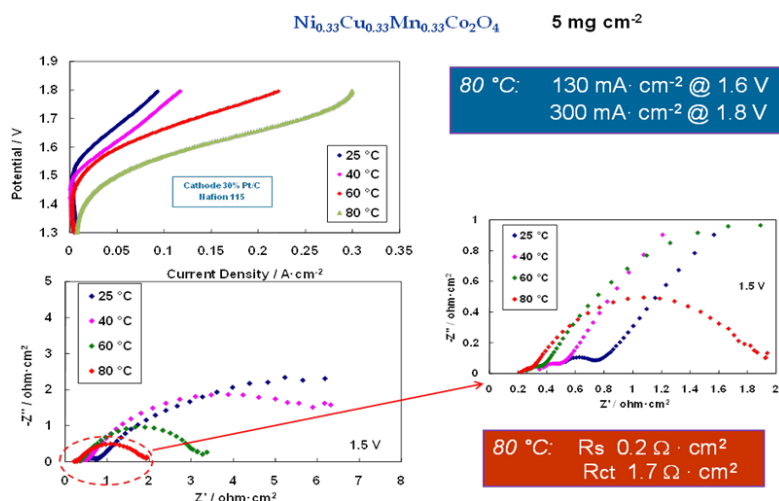 Ni0.33Cu0.33Mn0.33Co2O4 5 mg cm-2
80 °C: 130 mA· cm-2 @ 1.6 V
300 mA· cm-2 @ 1.8 V
Potential / V
1.9
1.8
1.7
1.6
1.5
1.4
1.3
25 °C
40 °C
60 °C
80 °C
Cathode 30% Pt/C
Nafion 115
0 0.05 0.1 0.15 0.2 0.25 0.3 0.35
Current Density / A·cm-2
-Z'' / ohm·cm2
5
4
3
2
1
0
25 °C
40 °C
60 °C
80 °C
1.5 V
0 1 2 3 4 5 6 7 8
Z' / ohm·cm2
-Z'' / ohm·cm2
1
0.8
0.6
0.4
0.2
0
25 °C
40 °C
60 °C
80 °C
1.5 V
0 0.2 0.4 0.6 0.8 1 1.2 1.4 1.6 1.8 2
Z' / ohm·cm2
80 °C: Rs 0.2 Ω · cm2
Rct 1.7 Ω · cm2